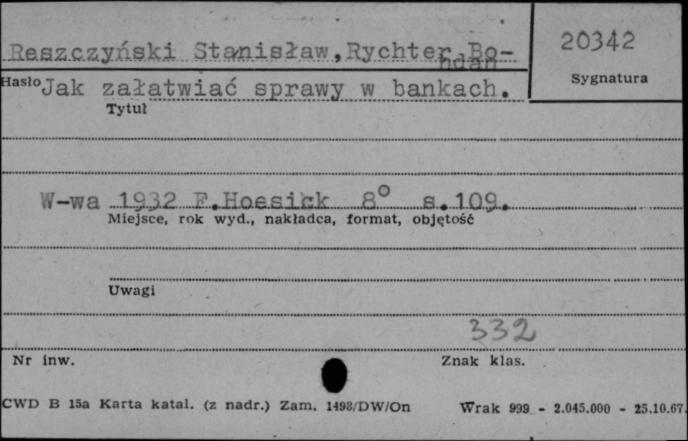 Reszczyński Stanisław,Rychter Bo-
hdan
20342
Sygnatura
Hasło Jak załatwiać sprawy w bankach.
Tytuł
W-wa 1932 F.Hoesick 8° s.109.
Miejsce, rok wyd., nakładca, format, objętość
Uwagi
332
Nr inw.
Znak klas.
CWD B 15a Karta katal. (z nadr.) Zam. 1498/DW/On Wrak 999 - 2.045.000 - 25.10.67.